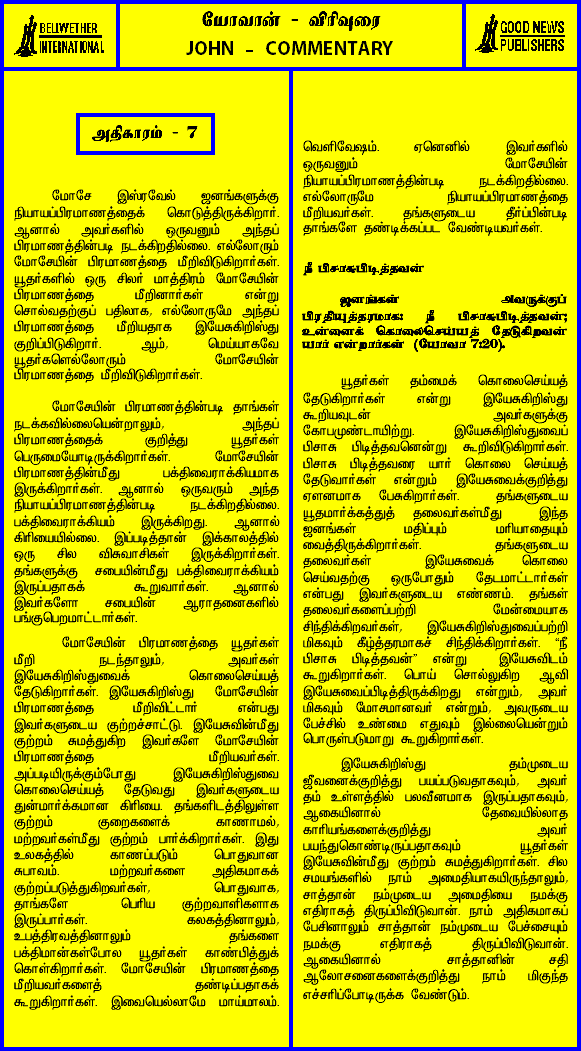 BELWETHER
INTERNATIONAL
யோவான் - விரிவுரை
JOHN - COMMENTARY
GOOD NEWS
PUBLISHERS
அதிகாரம் - 7
மோசே இஸ்ரவேல் ஜனங்களுக்கு
நியாயப்பிரமாணத்தைக் கொடுத்திருக்கிறார்.
ஆனால் அவர்களில் ஒருவனும் அந்தப்
பிரமாணத்தின்படி நடக்கிறதில்லை. எல்லோரும்
மோசேயின் பிரமாணத்தை மீறிவிடுகிறார்கள்.
யூதர்களில் ஒரு சிலர் மாத்திரம் மோசேயின்
பிரமாணத்தை மீறினார்கள் என்று
சொல்வதற்குப் பதிலாக, எல்லோருமே அந்தப்
பிரமாணத்தை மீறியதாக இயேசுகிறிஸ்து
குறிப்பிடுகிறார். ஆம், மெய்யாகவே
யூதர்களெல்லோரும் மோசேயின்
பிரமாணத்தை மீறிவிடுகிறார்கள்.
மோசேயின் பிரமாணத்தின்படி தாங்கள்
நடக்கவில்லையென்றாலும், அந்தப்
பிரமாணத்தைக் குறித்து யூதர்கள்
பெருமையோடிருக்கிறார்கள். மோசேயின்
பிரமாணத்தின்மீது பக்திவைராக்கியமாக
இருக்கிறார்கள். ஆனால் ஒருவரும் அந்த
நியாயப்பிரமாணத்தின்படி நடக்கிறதில்லை.
பக்திவைராக்கியம் இருக்கிறது. ஆனால்
கிரியையில்லை. இப்படித்தான் இக்காலத்தில்
ஒரு சில விசுவாசிகள் இருக்கிறார்கள்.
தங்களுக்கு சபையின்மீது பக்திவைராக்கியம்
இருப்பதாகக் கூறுவார்கள். ஆனால்
இவர்களோ சபையின் ஆராதனைகளில்
பங்குபெறமாட்டார்கள்.
மோசேயின் பிரமாணத்தை யூதர்கள்
மீறி நடந்தாலும், அவர்கள்
இயேசுகிறிஸ்துவைக் கொலைசெய்யத்
தேடுகிறார்கள். இயேசுகிறிஸ்து மோசேயின்
பிரமாணத்தை மீறிவிட்டார் என்பது
இவர்களுடைய குற்றச்சாட்டு. இயேசுவின்மீது
குற்றம் சுமத்துகிற இவர்களே மோசேயின்
பிரமாணத்தை மீறியவர்கள்.
அப்படியிருக்கும்போது இயேசுகிறிஸ்துவை
கொலைசெய்யத் தேடுவது இவர்களுடைய
துன்மார்க்கமான கிரியை. தங்களிடத்திலுள்ள
குற்றம் குறைகளைக் காணாமல்,
மற்றவர்கள்மீது குற்றம் பார்க்கிறார்கள். இது
உலகத்தில் காணப்படும் பொதுவான
சுபாவம். மற்றவர்களை அதிகமாகக்
குற்றப்படுத்துகிறவர்கள், பொதுவாக,
தாங்களே பெரிய குற்றவாளிகளாக
இருப்பார்கள். கலகத்தினாலும்,
உபத்திரவத்தினாலும் தங்களை
பக்திமான்கள்போல யூதர்கள் காண்பித்துக்
கொள்கிறார்கள். மோசேயின் பிரமாணத்தை
மீறியவர்களைத் தண்டிப்பதாகக்
கூறுகிறார்கள். இவையெல்லாமே மாய்மாலம்.
வெளிவேஷம். ஏனெனில் இவர்களில்
ஒருவனும் மோசேயின்
நியாயப்பிரமாணத்தின்படி நடக்கிறதில்லை.
எல்லோருமே நியாயப்பிரமாணத்தை
மீறியவர்கள். தங்களுடைய தீர்ப்பின்படி
தாங்களே தண்டிக்கப்பட வேண்டியவர்கள்.
நீ பிசாசுபிடித்தவன்
ஜனங்கள் அவருக்குப்
பிரதியுத்தரமாக: நீ பிசாசுபிடித்தவன்;
உன்னைக் கொலைசெய்யத் தேடுகிறவன்
யார் என்றார்கள் (யோவா 7:20).
யூதர்கள் தம்மைக் கொலைசெய்யத்
தேடுகிறார்கள் என்று இயேசுகிறிஸ்து
கூறியவுடன் அவர்களுக்கு
கோபமுண்டாயிற்று. இயேசுகிறிஸ்துவைப்
பிசாசு பிடித்தவனென்று கூறிவிடுகிறார்கள்.
பிசாசு பிடித்தவரை யார் கொலை செய்யத்
தேடுவார்கள் என்றும் இயேசுவைக்குறித்து
ஏளனமாக பேசுகிறார்கள். தங்களுடைய
யூதமார்க்கத்துத் தலைவர்கள்மீது இந்த
ஜனங்கள் மதிப்பும் மரியாதையும்
வைத்திருக்கிறார்கள். தங்களுடைய
தலைவர்கள் இயேசுவைக் கொலை
செய்வதற்கு ஒருபோதும் தேடமாட்டார்கள்
என்பது இவர்களுடைய எண்ணம். தங்கள்
தலைவர்களைப்பற்றி மேன்மையாக
சிந்திக்கிறவர்கள், இயேசுகிறிஸ்துவைப்பற்றி
மிகவும் கீழ்த்தரமாகச் சிந்திக்கிறார்கள். “நீ
பிசாசு பிடித்தவன்” என்று இயேசுவிடம்
கூறுகிறார்கள். பொய் சொல்லுகிற ஆவி
இயேசுவைப்பிடித்திருக்கிறது என்றும், அவர்
மிகவும் மோசமானவர் என்றும், அவருடைய
பேச்சில் உண்மை எதுவும் இல்லையென்றும்
பொருள்படுமாறு கூறுகிறார்கள்.
இயேசுகிறிஸ்து தம்முடைய
ஜீவனைக்குறித்து பயப்படுவதாகவும், அவர்
தம் உள்ளத்தில் பலவீனமாக இருப்பதாகவும்,
ஆகையினால் தேவையில்லாத
காரியங்களைக்குறித்து அவர்
பயந்துகொண்டிருப்பதாகவும் யூதர்கள்
இயேசுவின்மீது குற்றம் சுமத்துகிறார்கள். சில
சமயங்களில் நாம் அமைதியாகயிருந்தாலும்,
சாத்தான் நம்முடைய அமைதியை நமக்கு
எதிராகத் திருப்பிவிடுவான். நாம் அதிகமாகப்
பேசினாலும் சாத்தான் நம்முடைய பேச்சையும்
நமக்கு எதிராகத் திருப்பிவிடுவான்.
ஆகையினால் சாத்தானின் சதி
ஆலோசனைகளைக்குறித்து நாம் மிகுந்த
எச்சரிப்போடிருக்க வேண்டும்.